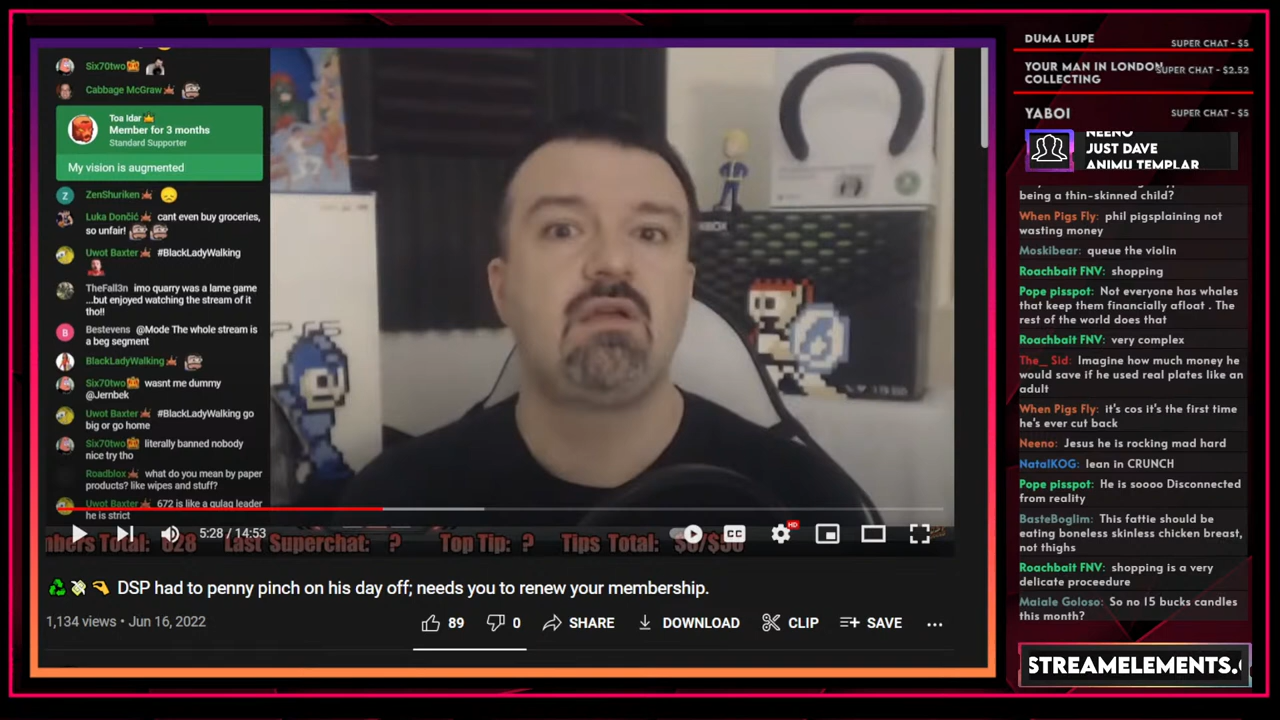 Six70two
Cabbage McGraw
Toa Idar
Member for 3 months
Standard Supporter
My vision is augmented
Z
ZenShuriken
Luka Dončić cant even buy groceries,
so unfair!
Uwot Baxter #BlackLadyWalking
TheFall3n imo quarry was a lame game
...but enjoyed watching the stream of it
tho!!
B
Bestevens @Mode The whole stream is
a beg segment
BlackLadyWalking
Six70two wasnt me dummy
@Jernbek
Uwot Baxter #BlackLadyWalking go
big or go home
Six70two literally banned nobody
nice try tho
Roadblox what do you mean by paper
products? like wipes and stuff?
Uwot Baxter 672 is like a gulag leader
he is strict
XBOX
5:28 / 14:53
CC
HD
mbers Total: 628 Last Superchat: ? Top Tip: ? Tips Total: $0/$50
DSP had to penny pinch on his day off; needs you to renew your membership.
1,134 views • Jun 16, 2022
89
0
SHARE
DOWNLOAD
CLIP
SAVE
DUMA LUPE
SUPER CHAT - $5
YOUR MAN IN LONDON
COLLECTING
SUPER CHAT - $2.52
YABOI
SUPER CHAT - $5
NEENO
JUST DAVE
ANIMU TEMPLAR
being a thin-skinned child?
When Pigs Fly: phil pigsplaining not
wasting money
Moskibear: queue the violin
Roachbait FNV: shopping
Pope pisspot: Not everyone has whales
that keep them financially afloat . The
rest of the world does that
Roachbait FNV: very complex
The_ Sid: Imagine how much money he
would save if he used real plates like an
adult
When Pigs Fly: it's cos it's the first time
he's ever cut back
Neeno: Jesus he is rocking mad hard
NatalKOG: lean in CRUNCH
Pope pisspot: He is soooo Disconnected
from reality
BasteBoglim: This fattie should be
eating boneless skinless chicken breast,
not thighs
Roachbait FNV: shopping is a very
delicate proceedure
Maiale Goloso: So no 15 bucks candles
this month?
STREAMELEMENTS.